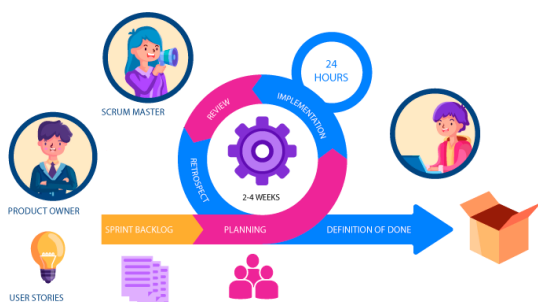 24
HOURS
SCRUM MASTER
REVIEW
IMPLEMENTATION
RETROSPECT
2-4 WEEKS
PRODUCT OWNER
SPRINT BACKLOG
PLANNING
DEFINITION OF DONE
USER STORIES